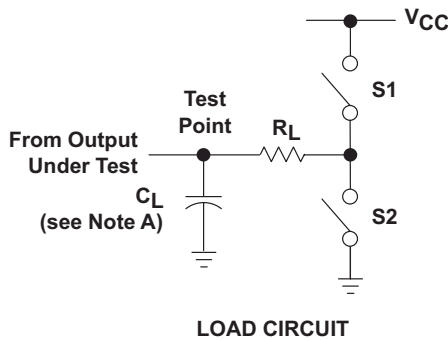 VCC
S1
Test
Point
RL
From Output
Under Test
CL
(see Note A)
S2
LOAD CIRCUIT